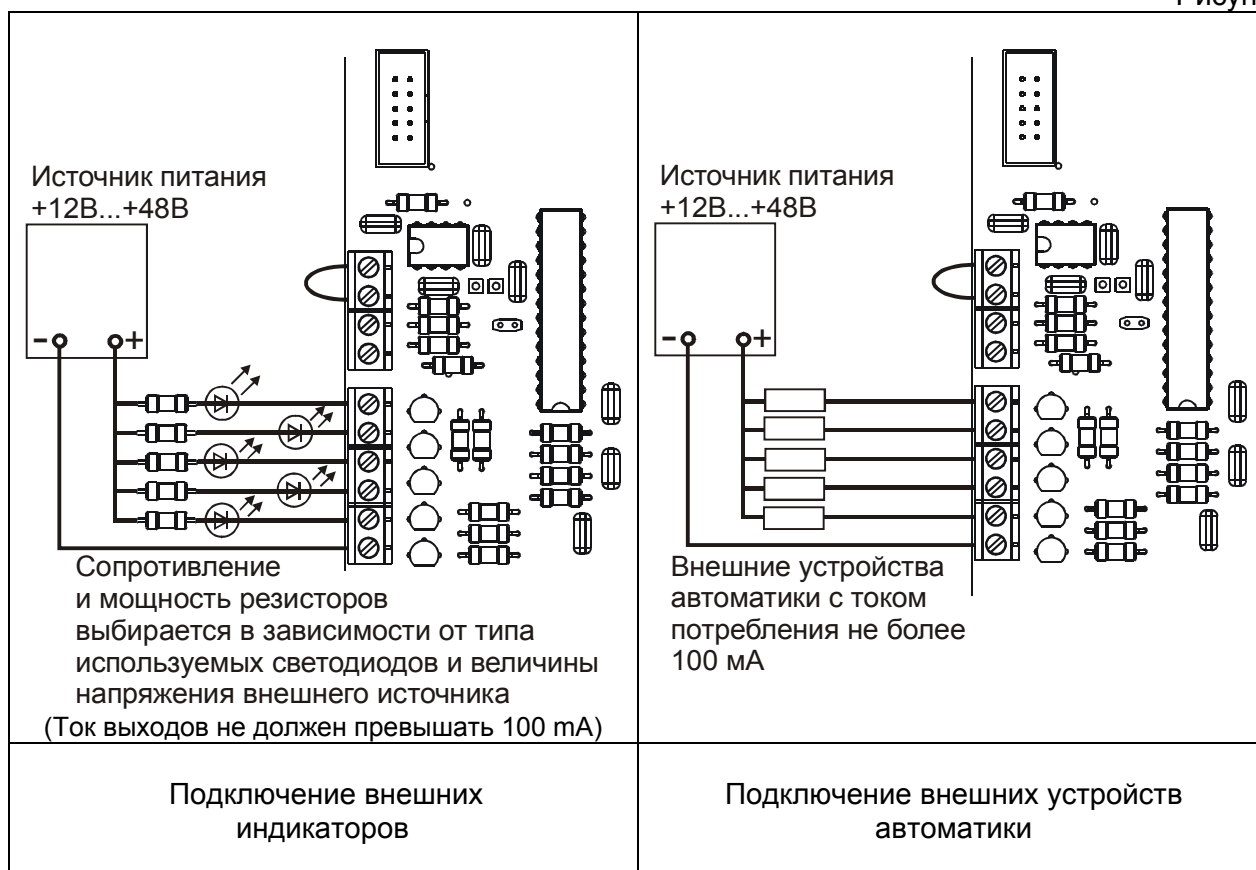 Источник питания
+12В...+48В
- +
Сопротивление
и мощность резисторов
выбирается в зависимости от типа
используемых светодиодов и величины
напряжения внешнего источника
(Ток выходов не должен превышать 100 mA)
Источник питания
+12В...+48В
- +
Внешние устройства
автоматики с током
потребления не более
100 мА
Подключение внешних
индикаторов
Подключение внешних устройств
автоматики